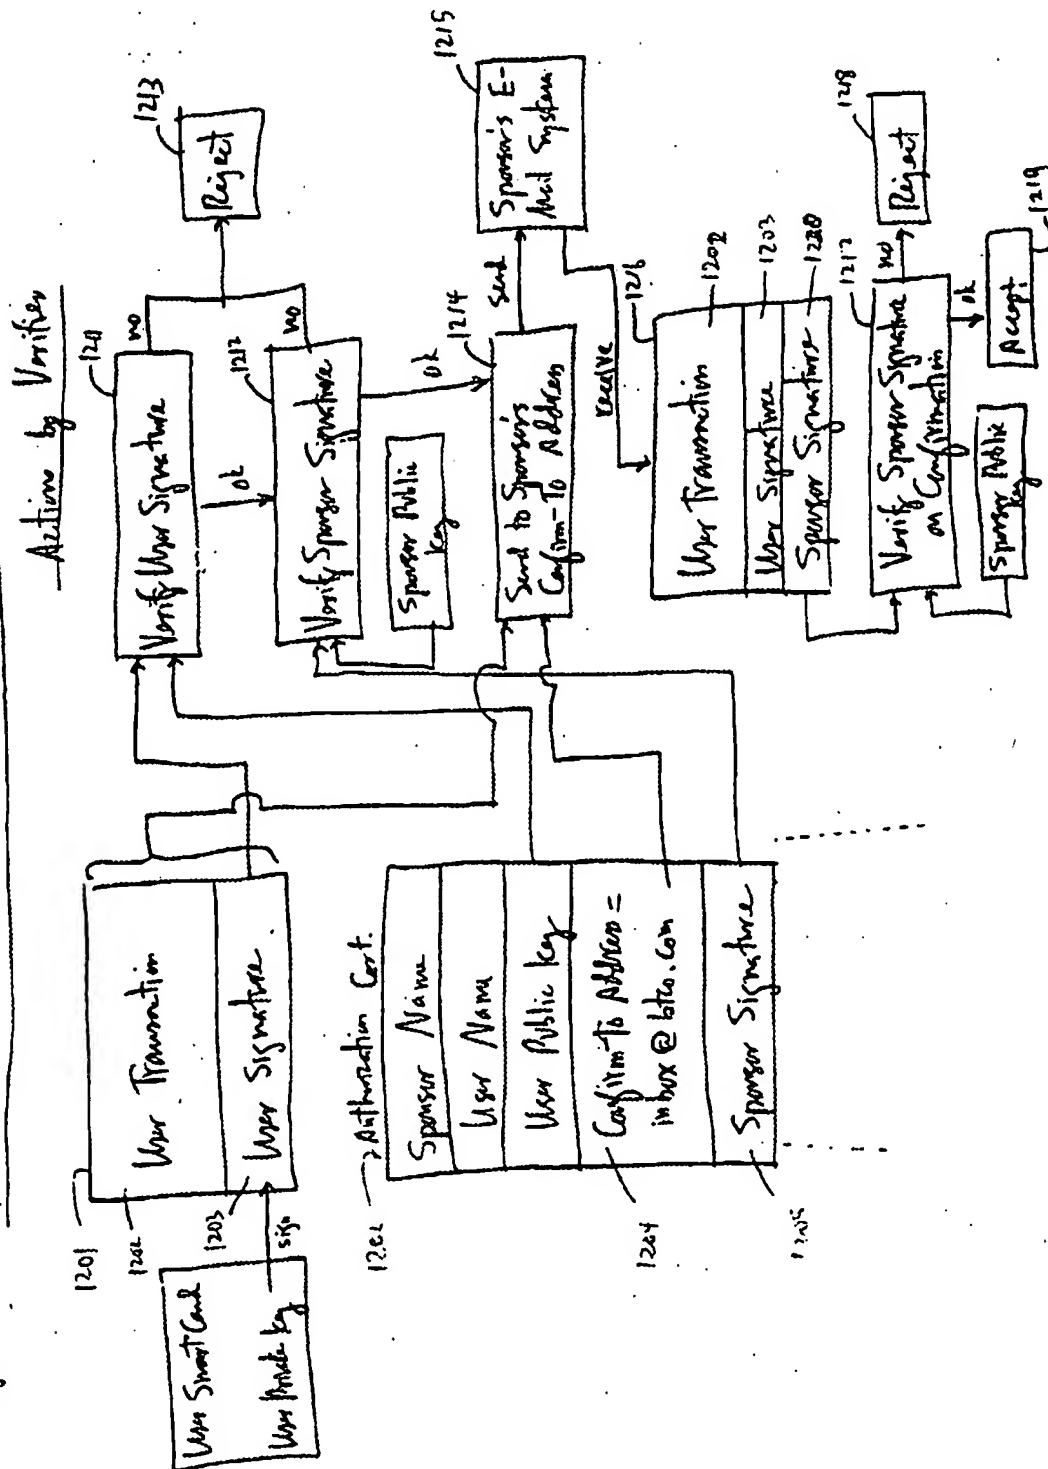 Action by Verifier
User Smart Card
User Private Key
sign
1201
1202
1203
User Transaction
User Signature
Authorization Cert.
Sponsor Name
User Name
User Public Key
Confirm-To Address =
inbox@btco.com
Sponsor Signature
1204
1205
Verify User Signature
no
ok
1212
Verify Sponsor Signature
no
ok
Reject
1213
Sponsor Public
Key
1214
Send to Sponsor's
Confirm-To Address
send
1215
Sponsor's E-
Mail System
receive
1216
User Transaction
1202
User Signature
1203
Sponsor Signature
1217
Verify Sponsor Signature
on Confirmation
no
ok
Reject
1218
Sponsor Public
Key
Accept
1219